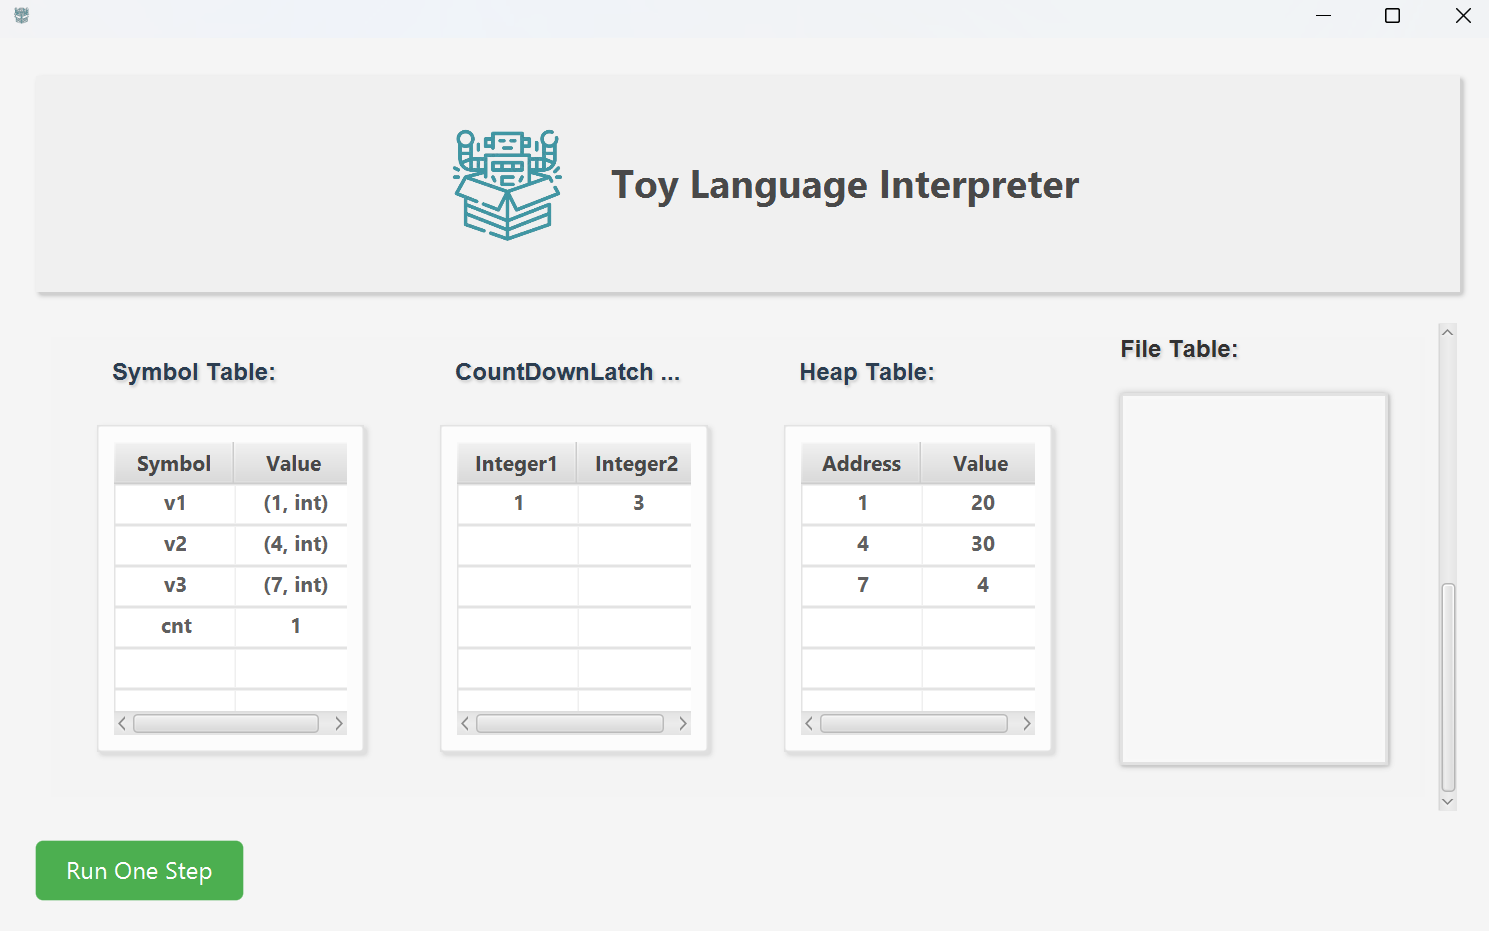 Toy Language Interpreter
Symbol Table:
Symbol Value
v1 (1, int)
v2 (4, int)
v3 (7, int)
cnt 1
CountDownLatch ...
Integer1 Integer2
1 3
Heap Table:
Address Value
1 20
4 30
7 4
File Table:
Run One Step